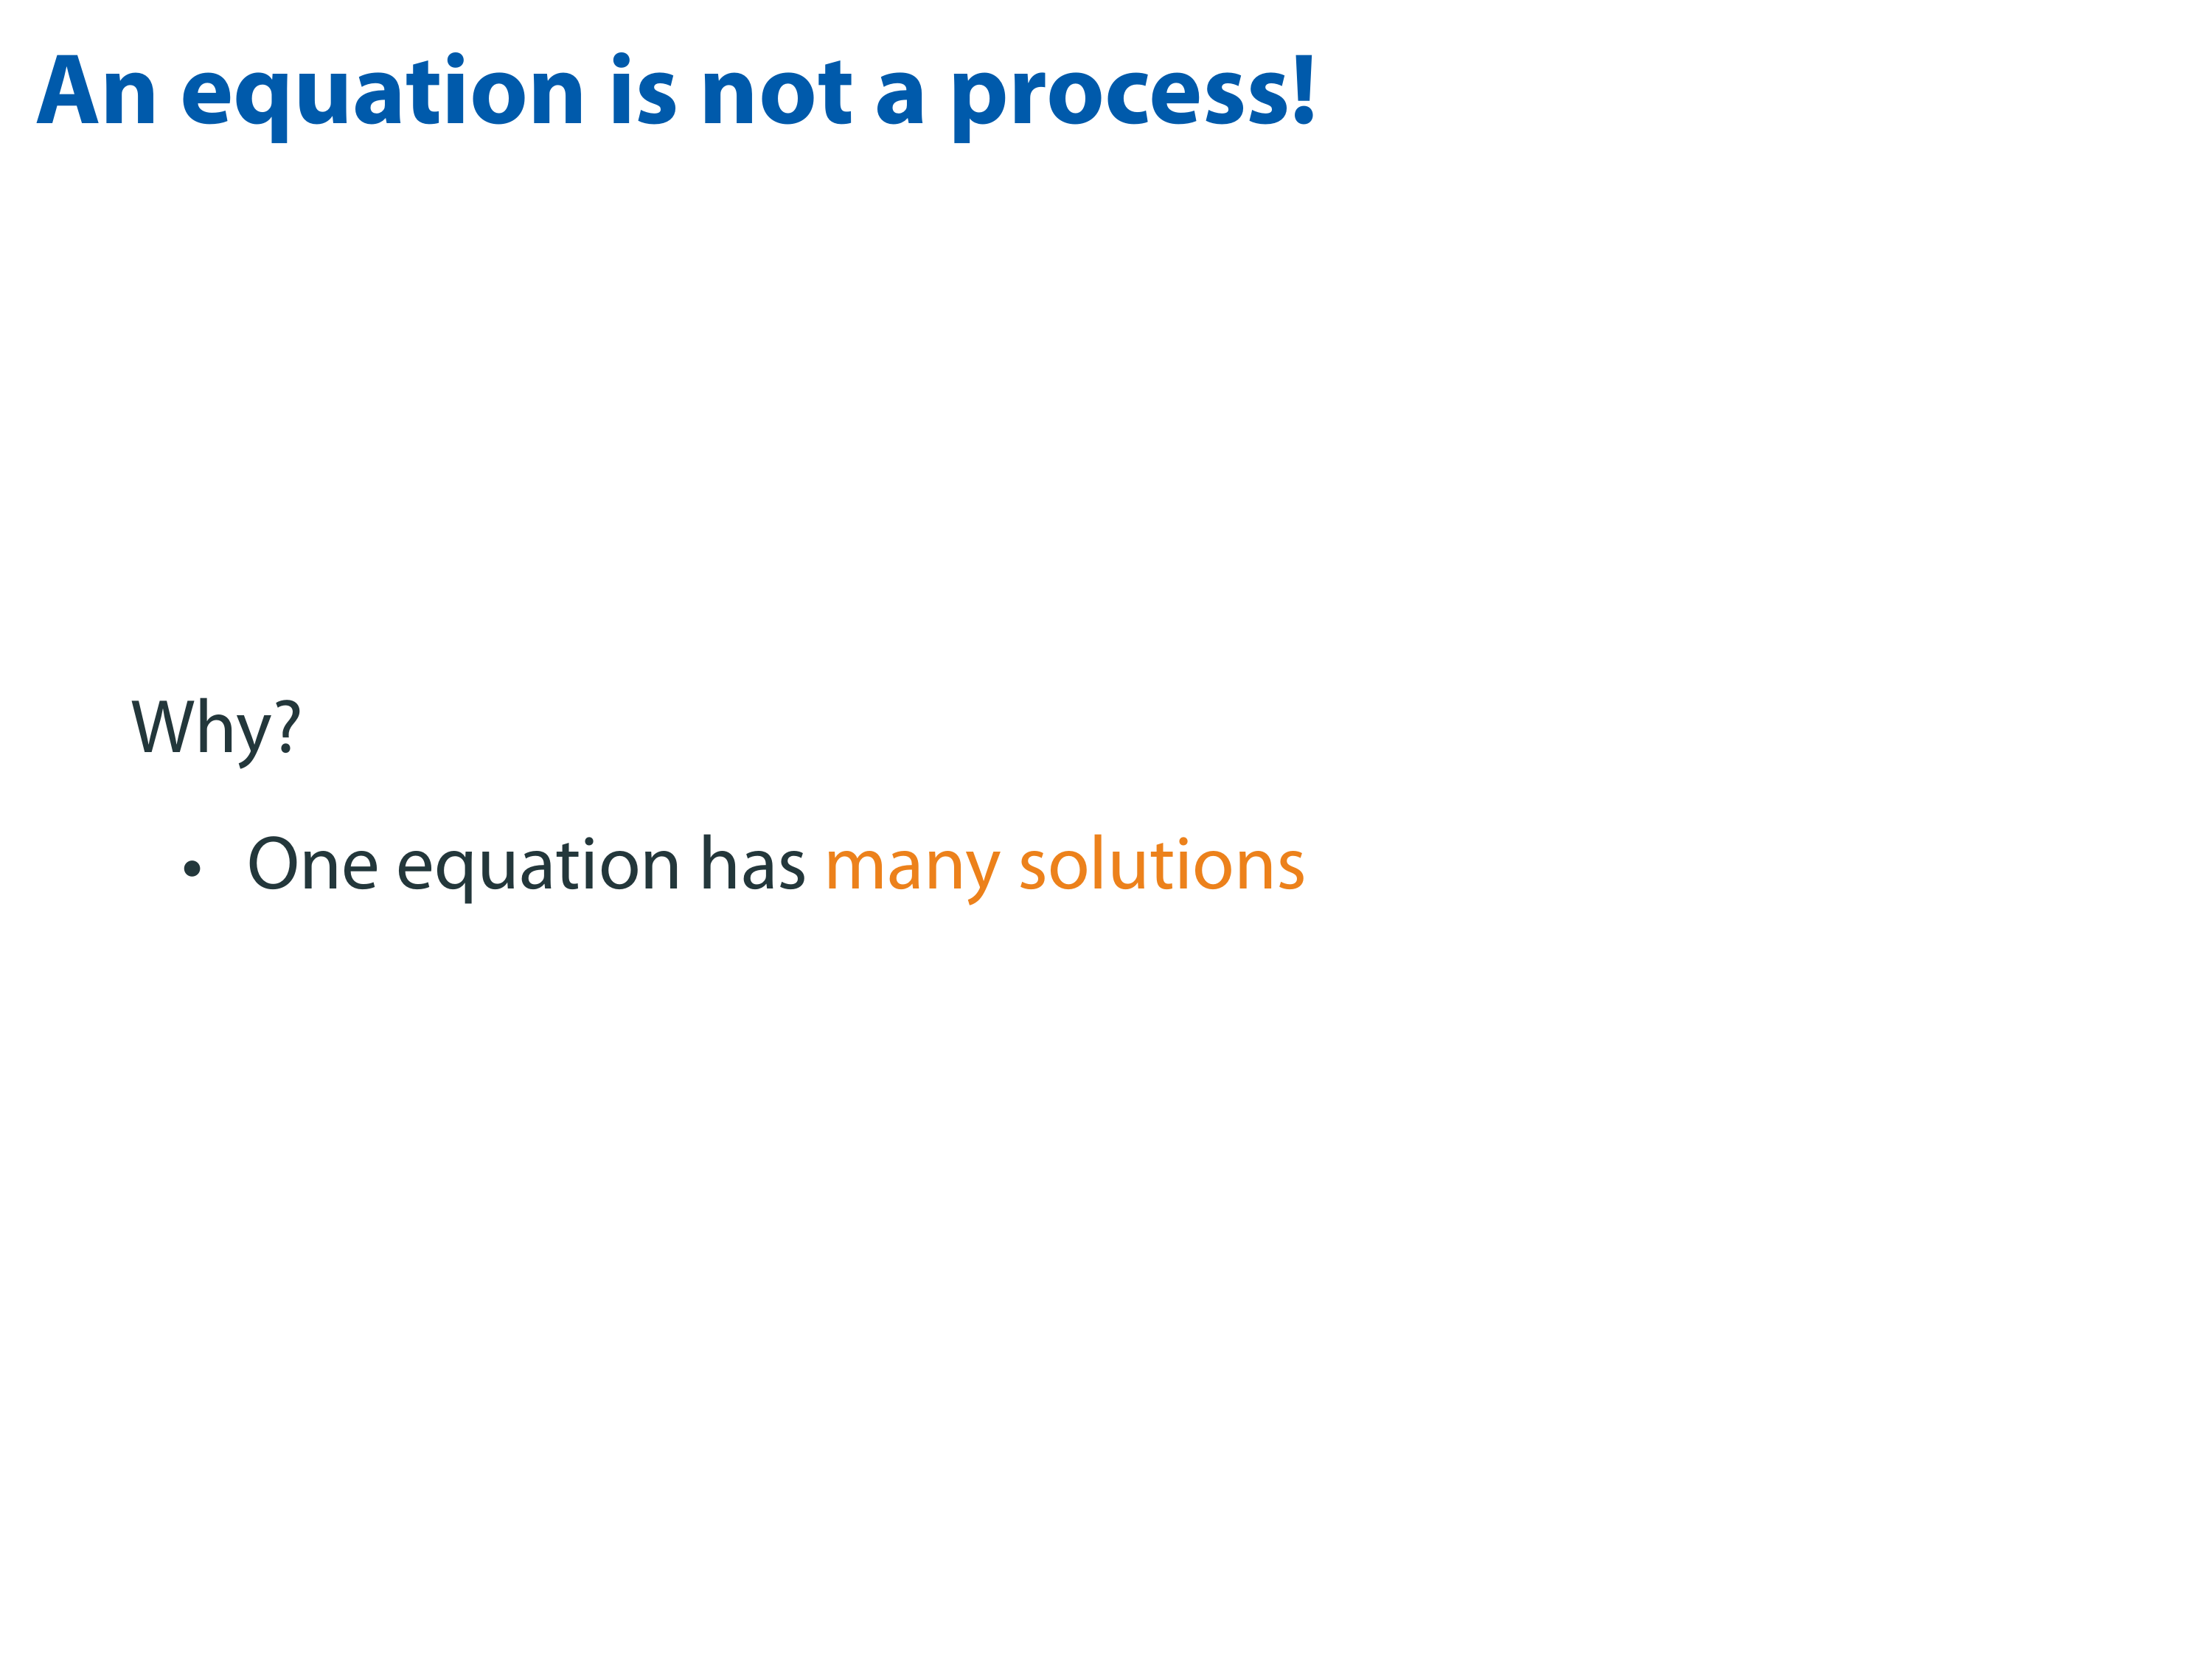 An equation is not a process!
Why?
• One equation has many solutions